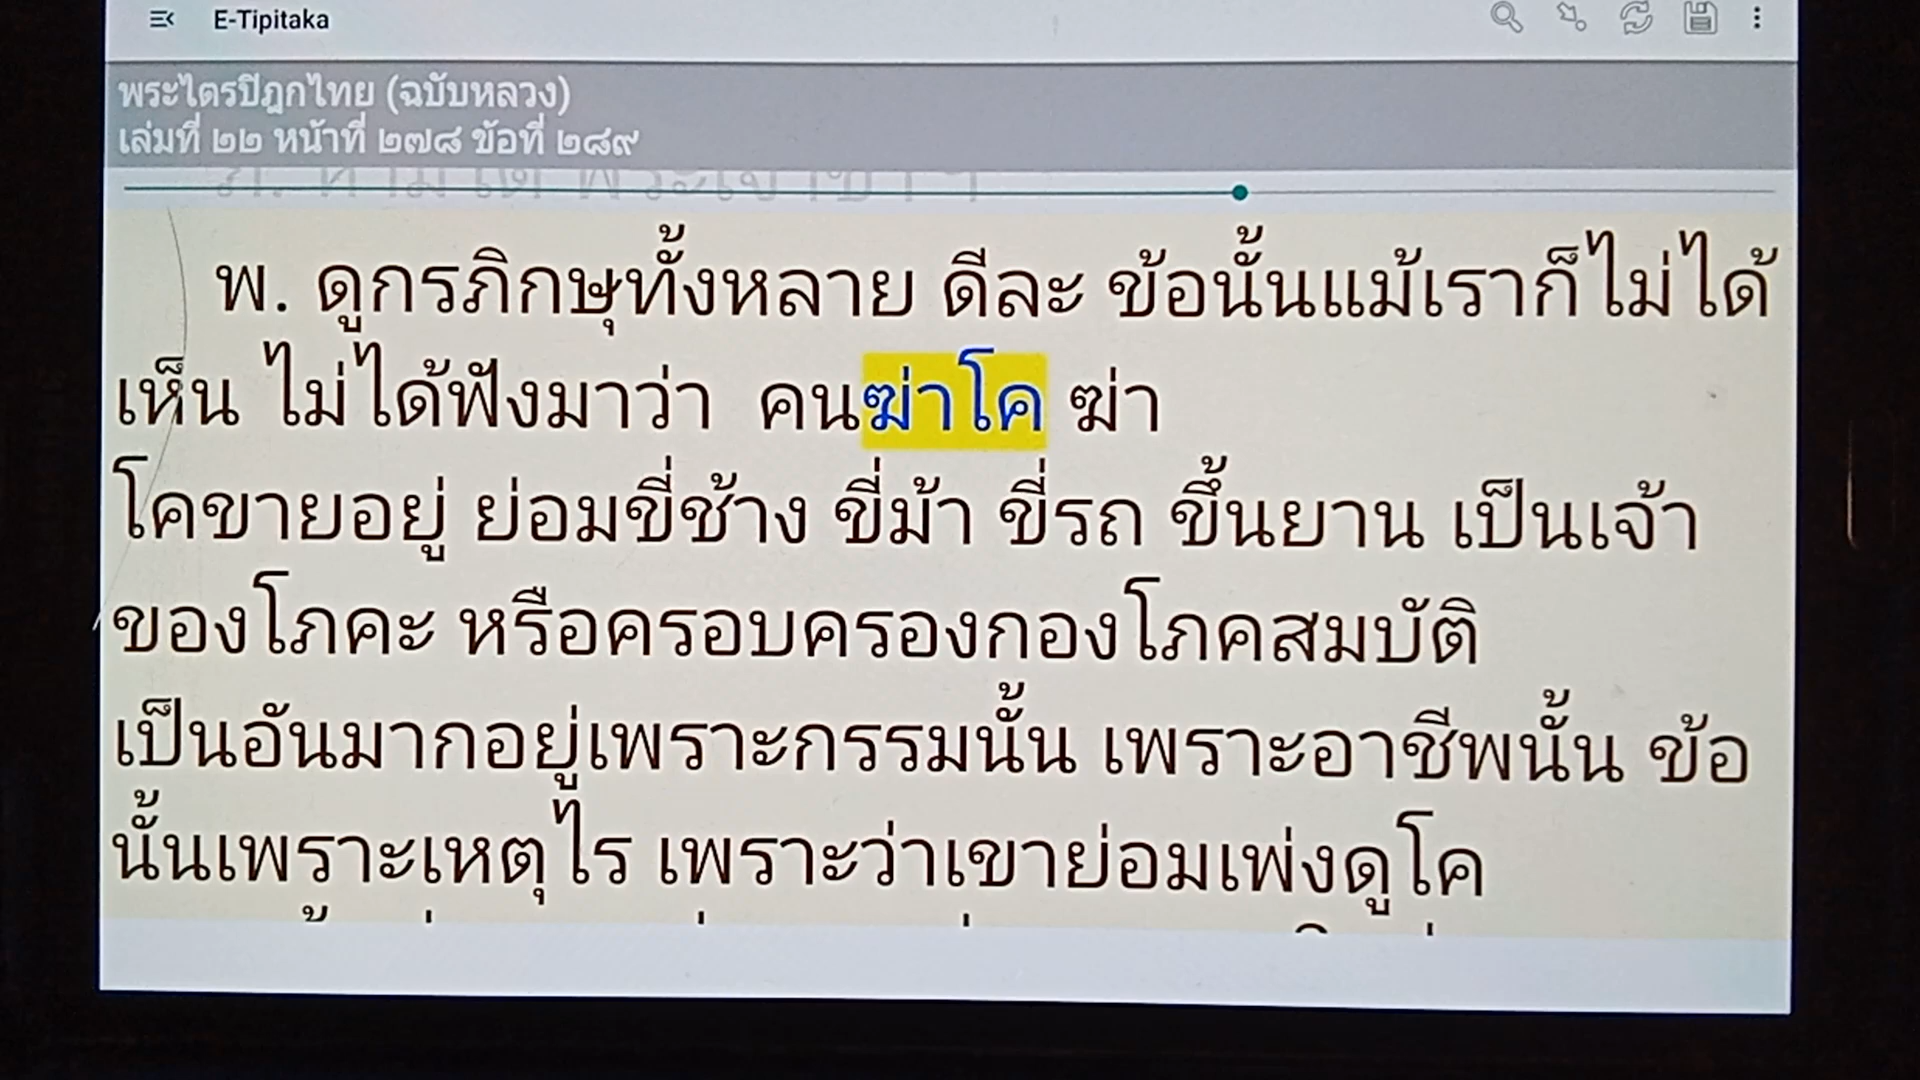 E-Tipitaka
พระไตรปิฎกไทย (ฉบับหลวง)
เล่มที่ ๒๒ หน้าที่ ๒๗๘ ข้อที่ ๒๘๙
พ. ดูกรภิกษุทั้งหลาย ดีละ ข้อนั้นแม้เราก็ไม่ได้
เห็น ไม่ได้ฟังมาว่า คนฆ่าโค ฆ่า
โคขายอยู่ ย่อมขี่ช้าง ขี่ม้า ขี่รถ ขึ้นยาน เป็นเจ้า
ของโภคะ หรือครอบครองกองโภคสมบัติ
เป็นอันมากอยู่เพราะกรรมนั้น เพราะอาชีพนั้น ข้อ
นั้นเพราะเหตุไร เพราะว่าเขาย่อมเพ่งดูโค